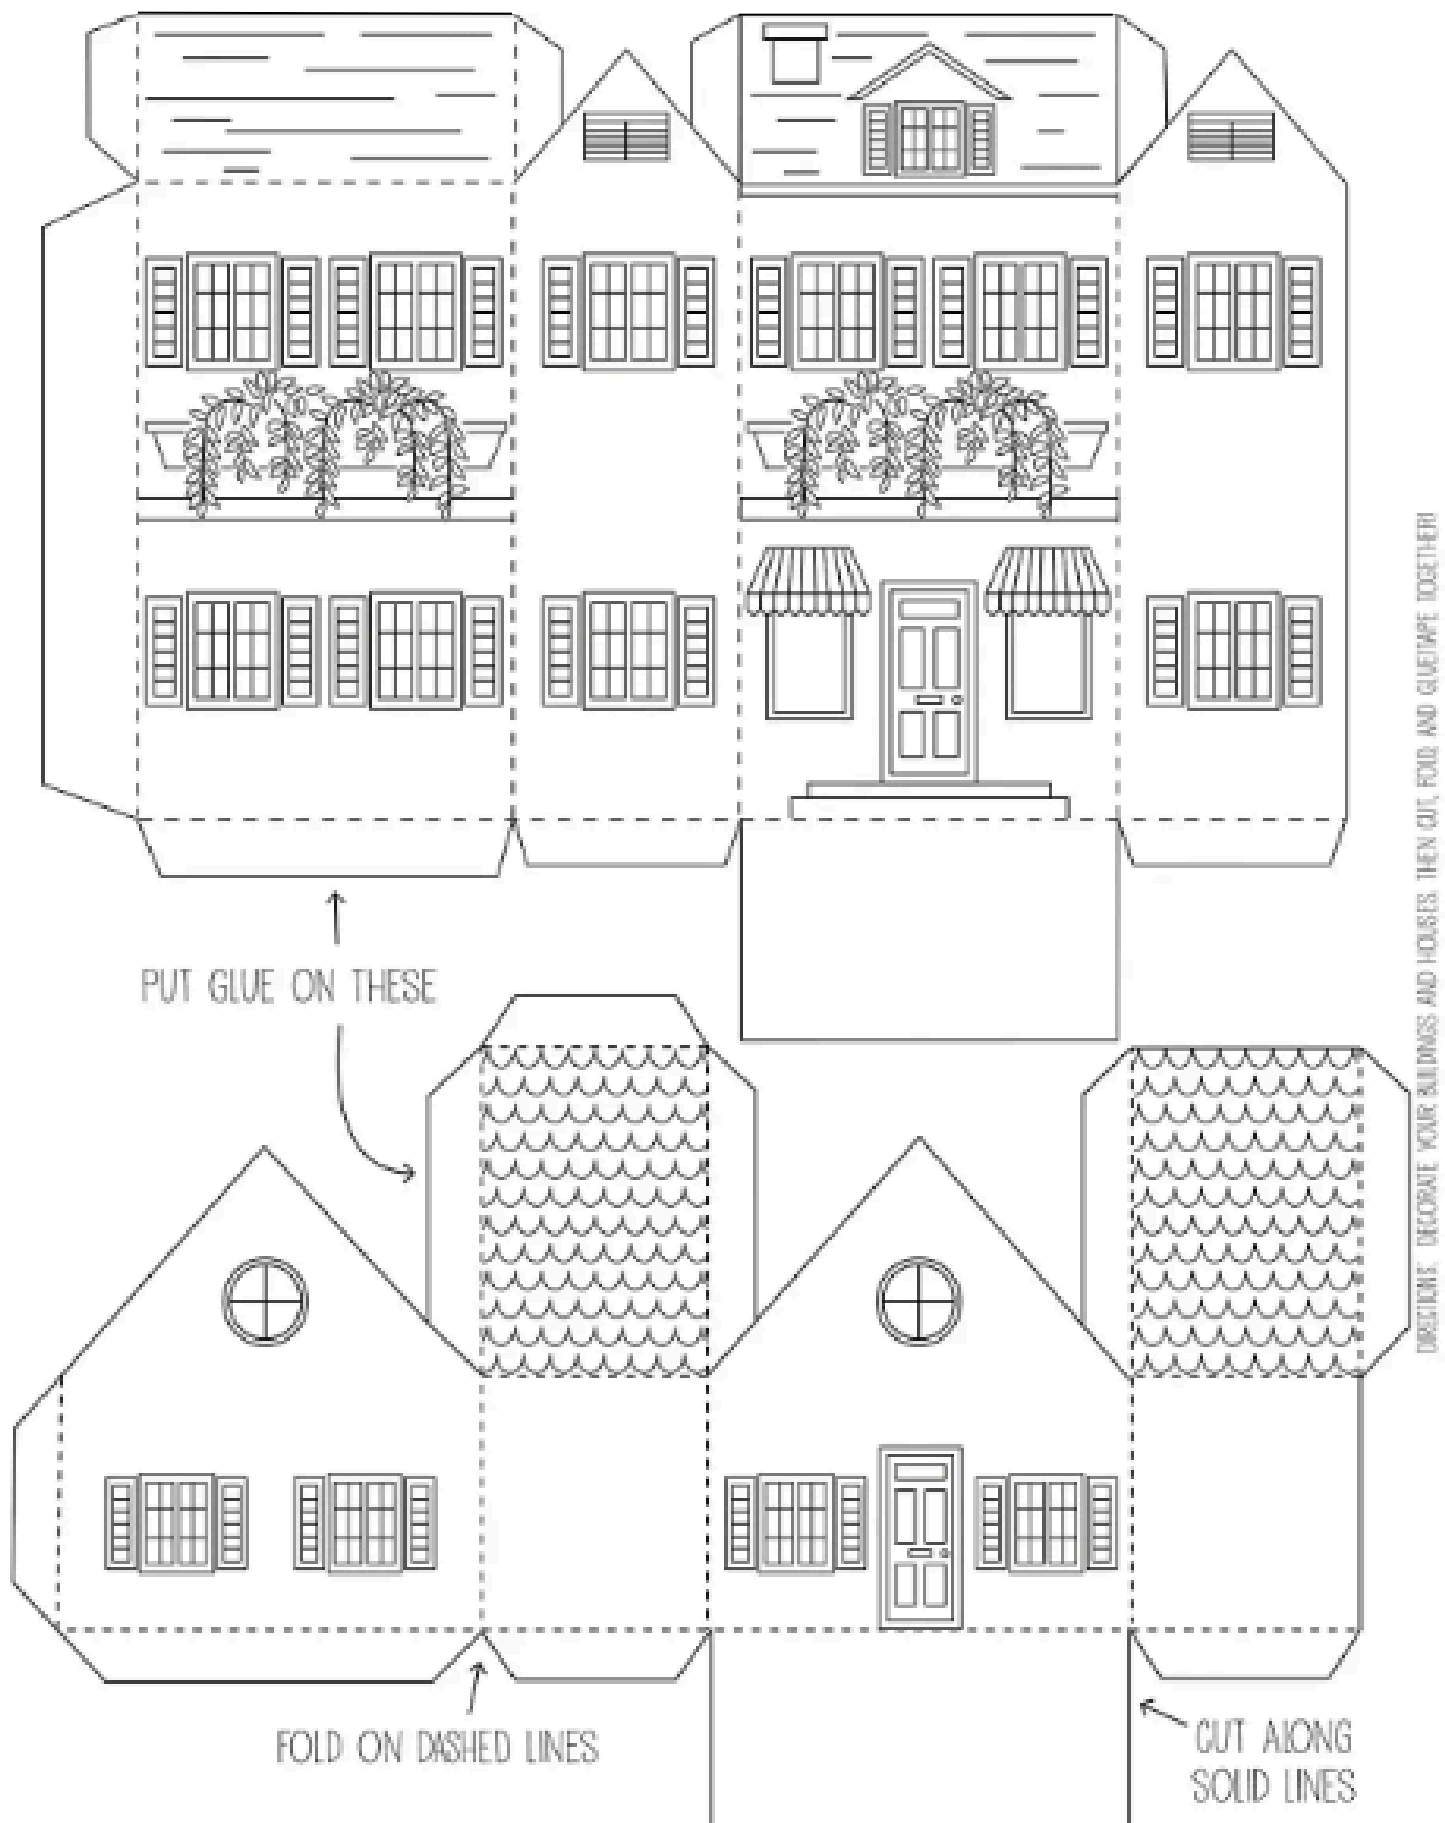 PUT GLUE ON THESE
FOLD ON DASHED LINES
CUT ALONG
SOLID LINES
DIRECTIONS: DECORATE YOUR BUILDINGS AND HOUSES. THEN CUT, FOLD, AND GLUE/TAPE TOGETHER!